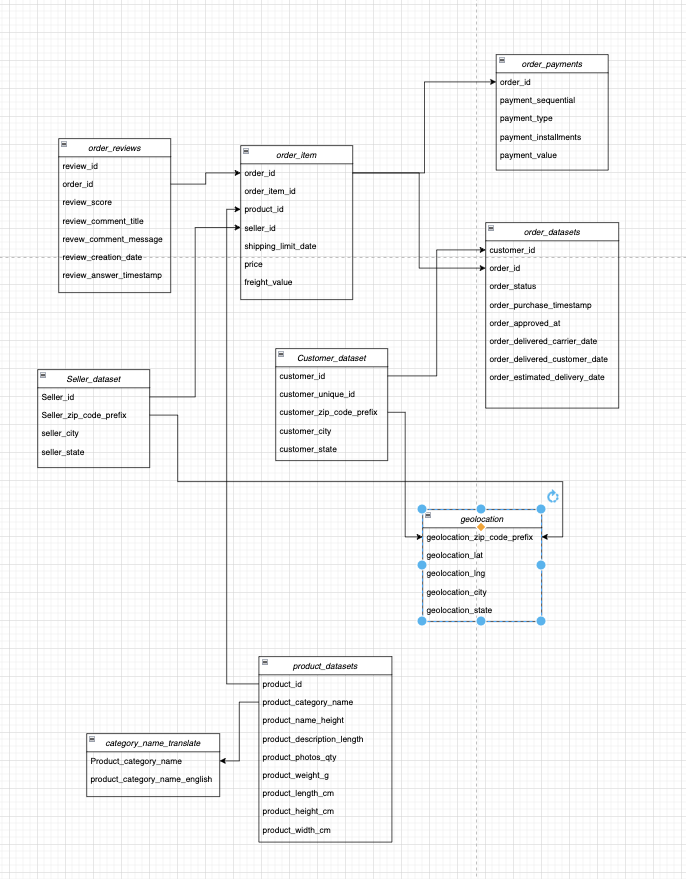 order_payments
order_id
payment_sequential
payment_type
payment_installments
payment_value
order_reviews
review_id
order_id
review_score
review_comment_title
revew_comment_message
review_creation_date
review_answer_timestamp
order_item
order_id
order_item_id
product_id
seller_id
shipping_limit_date
price
freight_value
order_datasets
customer_id
order_id
order_status
order_purchase_timestamp
order_approved_at
order_delivered_carrier_date
order_delivered_customer_date
order_estimated_delivery_date
Seller_dataset
Seller_id
Seller_zip_code_prefix
seller_city
seller_state
Customer_dataset
customer_id
customer_unique_id
customer_zip_code_prefix
customer_city
customer_state
geolocation
geolocation_zip_code_prefix
geolocation_lat
geolocation_lng
geolocation_city
geolocation_state
product_datasets
product_id
product_category_name
product_name_height
product_description_length
product_photos_qty
product_weight_g
product_length_cm
product_height_cm
product_width_cm
category_name_translate
Product_category_name
product_category_name_english